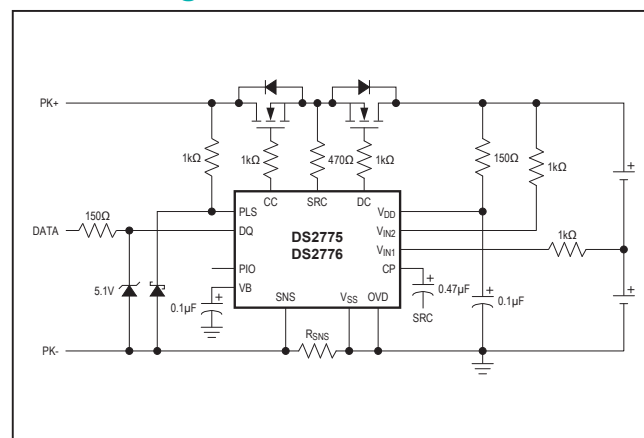 PK+
1kΩ
1kΩ
470Ω
1kΩ
150Ω
1kΩ
CC
SRC
DC
DATA
150Ω
PLS
DQ
PIO
VB
DS2775
DS2776
VDD
VIN2
VIN1
CP
1kΩ
5.1V
0.1µF
SNS
VSS
OVD
0.47µF
SRC
0.1µF
RSNS
PK-